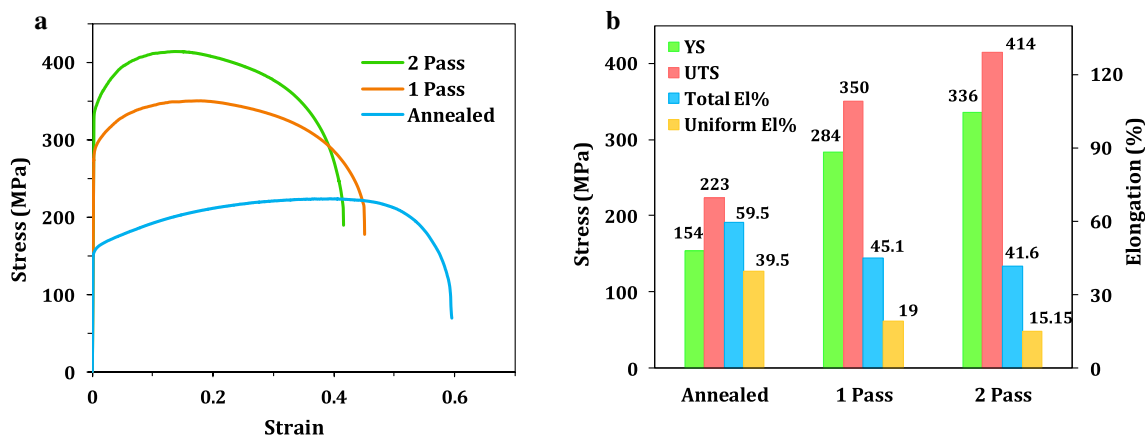 a
Stress (MPa)
400
300
200
100
0
0
0.2
0.4
0.6
Strain
2 Pass
1 Pass
Annealed
b
Stress (MPa)
400
300
200
100
0
YS
UTS
Total El%
Uniform El%
154
223
59.5
39.5
284
350
45.1
19
336
414
41.6
15.15
Annealed
1 Pass
2 Pass
120
90
60
30
0
Elongation (%)